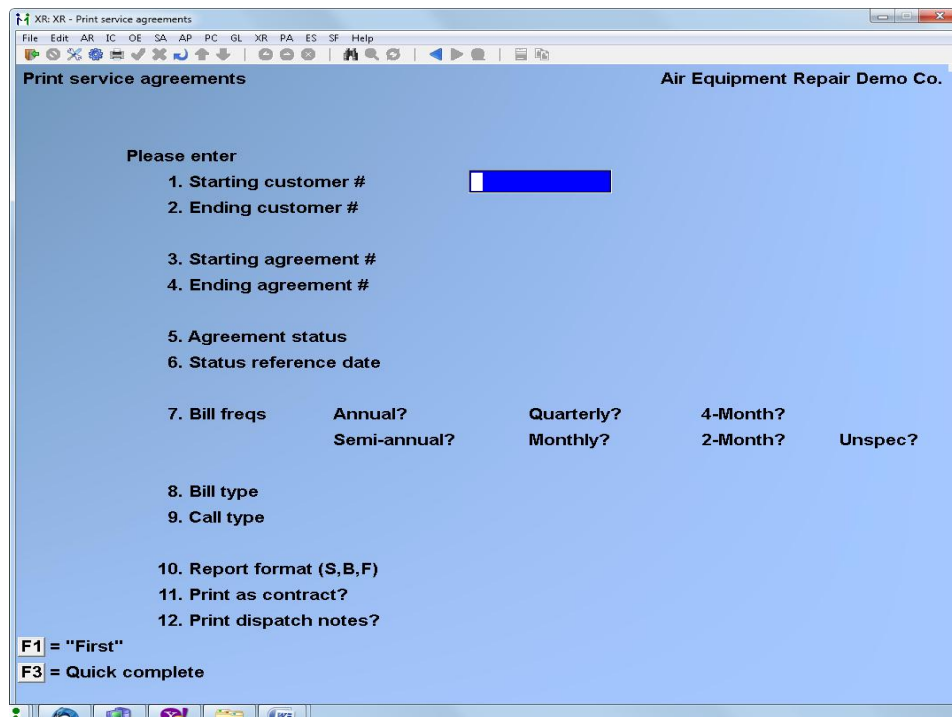 XR: XR - Print service agreements
File Edit AR IC OE SA AP PC GL XR PA ES SF Help
Print service agreements Air Equipment Repair Demo Co.
Please enter
1. Starting customer #
2. Ending customer #
3. Starting agreement #
4. Ending agreement #
5. Agreement status
6. Status reference date
7. Bill freqs Annual? Quarterly? 4-Month?
Semi-annual? Monthly? 2-Month? Unspec?
8. Bill type
9. Call type
10. Report format (S,B,F)
11. Print as contract?
12. Print dispatch notes?
F1 = "First"
F3 = Quick complete